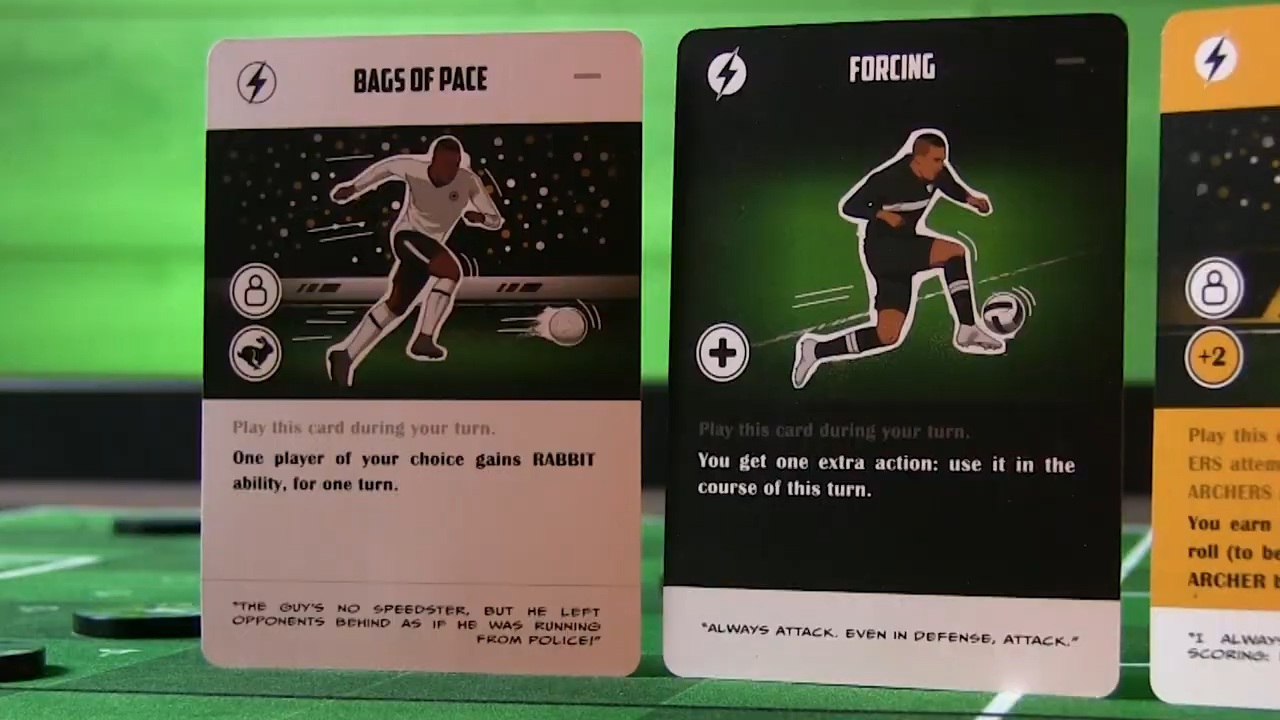 BAGS OF PACE
Play this card during your turn.
One player of your choice gains RABBIT
ability, for one turn.
"THE GUY'S NO SPEEDSTER, BUT HE LEFT
OPPONENTS BEHIND AS IF HE WAS RUNNING
FROM POLICE!"
FORCING
Play this card during your turn.
You get one extra action: use it in the
course of this turn.
"ALWAYS ATTACK. EVEN IN DEFENSE, ATTACK."
+2
Play this
ERS attem
ARCHERS
You earn
roll (to be
ARCHER
"I ALWAY
SCORING: